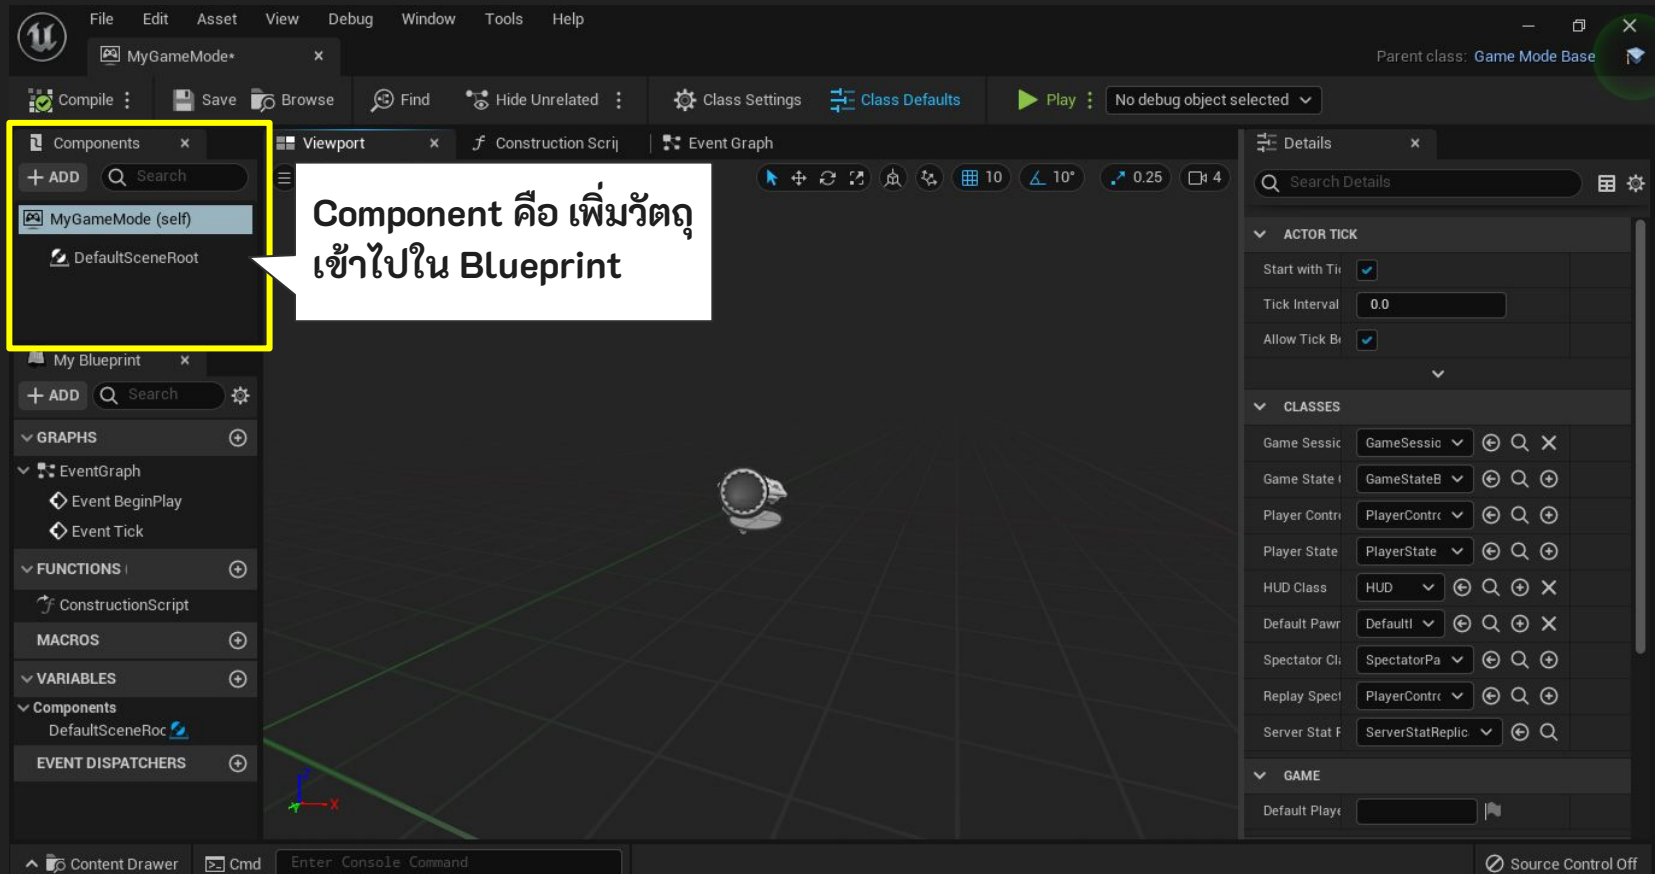 File Edit Asset View Debug Window Tools Help
MyGameMode*
Parent class: Game Mode Base
Compile Save Browse Find Hide Unrelated Class Settings Class Defaults Play No debug object selected
Components
+ ADD Search
MyGameMode (self)
DefaultSceneRoot
Viewport Construction Scri Event Graph
10 10° 0.25 4
Component คือ เพิ่มวัตถุ
เข้าไปใน Blueprint
My Blueprint
+ ADD Search
GRAPHS
EventGraph
Event BeginPlay
Event Tick
FUNCTIONS
ConstructionScript
MACROS
VARIABLES
Components
DefaultSceneRoc
EVENT DISPATCHERS
Z
Y X
Details
Search Details
ACTOR TICK
Start with Tic
Tick Interval 0.0
Allow Tick Be
CLASSES
Game Sessic GameSessic
Game State GameStateB
Player Contr PlayerContrc
Player State PlayerState
HUD Class HUD
Default Pawr Defaultl
Spectator Cla SpectatorPa
Replay Spect PlayerContrc
Server Stat F ServerStatReplic
GAME
Default Playe
Content Drawer Cmd Enter Console Command Source Control Off